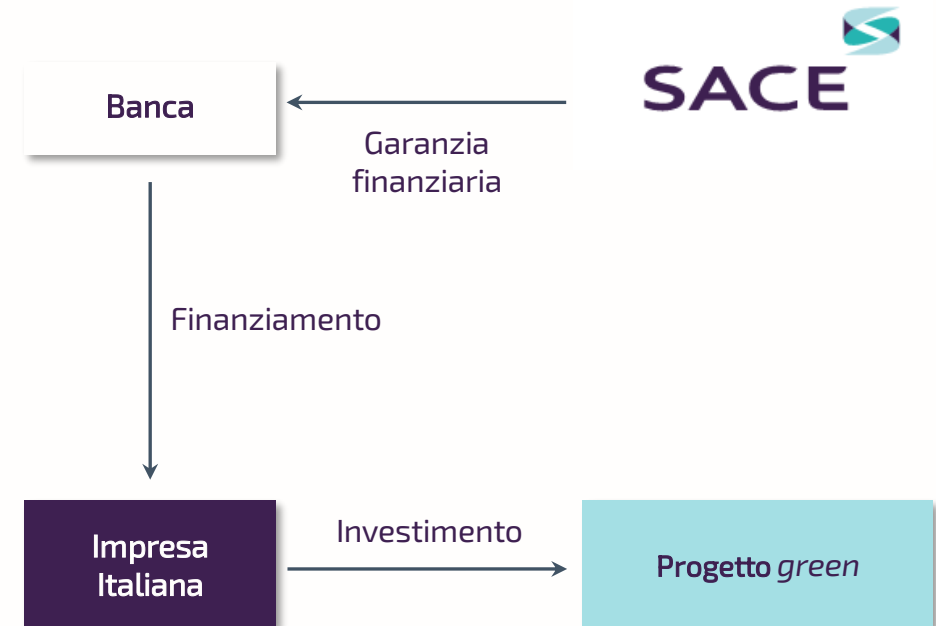 Banca
SACE
Garanzia
finanziaria
Finanziamento
Impresa
Italiana
Investimento
Progetto green